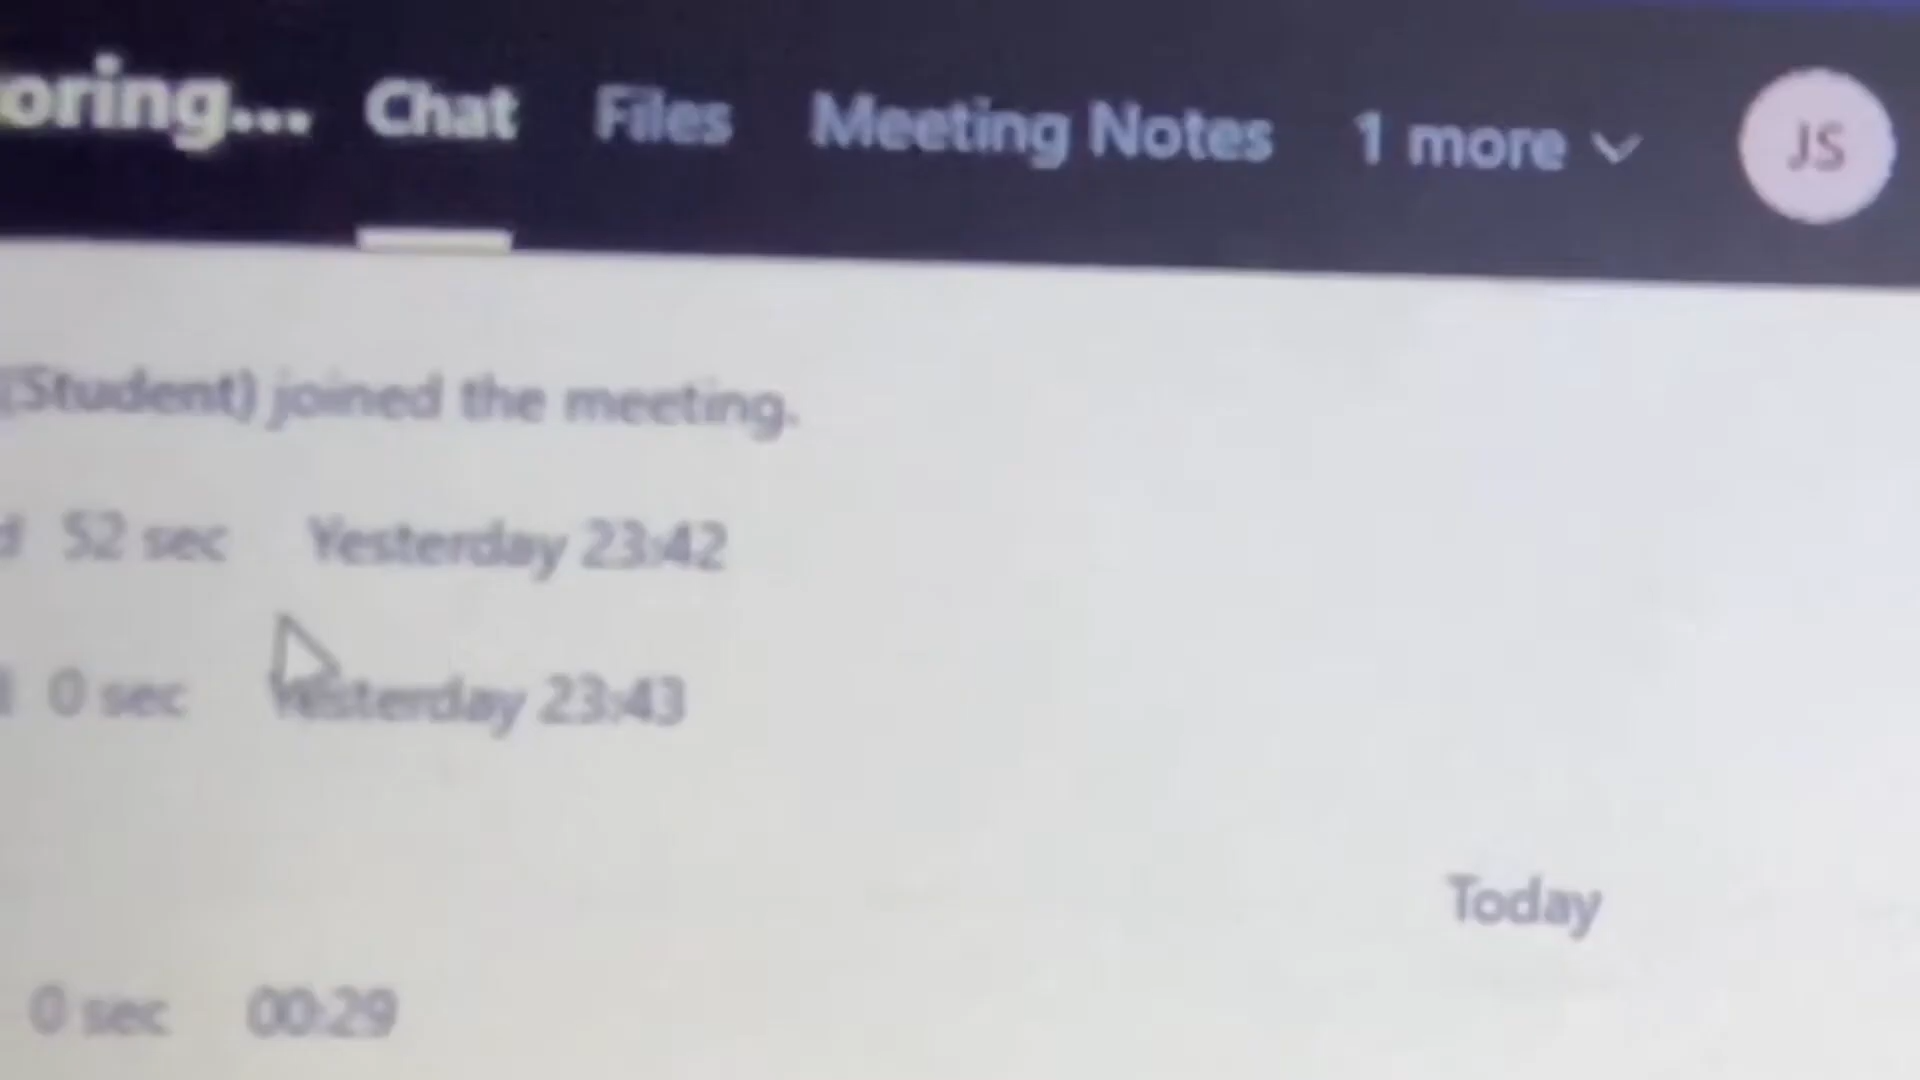 oring... Chat Files Meeting Notes 1 more JS
(Student) joined the meeting.
52 sec Yesterday 23:42
0 sec Yesterday 23:43
Today
0 sec 00:29